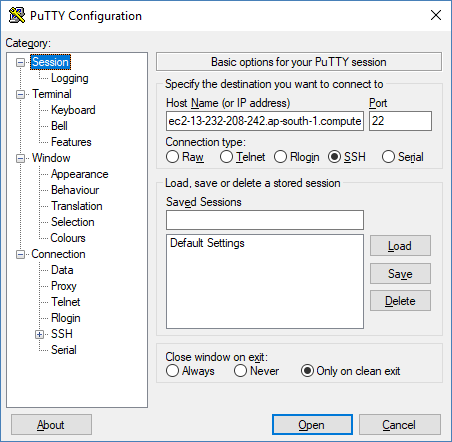 PuTTY Configuration
Category:
Session
Logging
Terminal
Keyboard
Bell
Features
Window
Appearance
Behaviour
Translation
Selection
Colours
Connection
Data
Proxy
Telnet
Rlogin
SSH
Serial
Basic options for your PuTTY session
Specify the destination you want to connect to
Host Name (or IP address) Port
ec2-13-232-208-242.ap-south-1.compute 22
Connection type:
Raw Telnet Rlogin SSH Serial
Load, save or delete a stored session
Saved Sessions
Default Settings
Load
Save
Delete
Close window on exit:
Always Never Only on clean exit
About Open Cancel